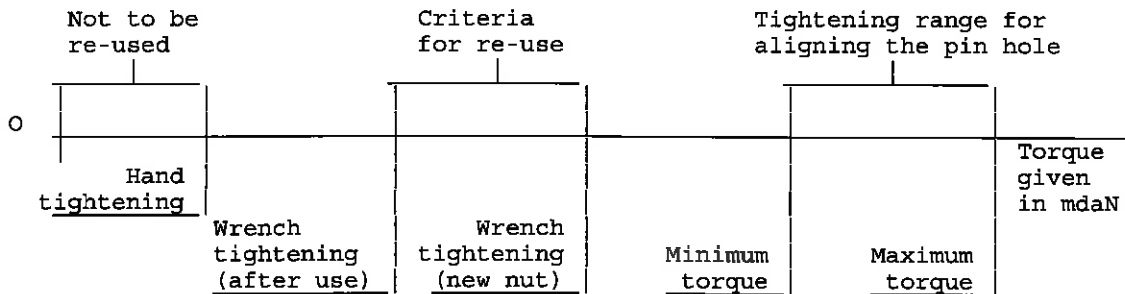 Not to be
re-used
Criteria
for re-use
Tightening range for
aligning the pin hole
O
Hand
tightening
Wrench
tightening
(after use)
Wrench
tightening
(new nut)
Minimum
torque
Maximum
torque
Torque
given
in mdaN